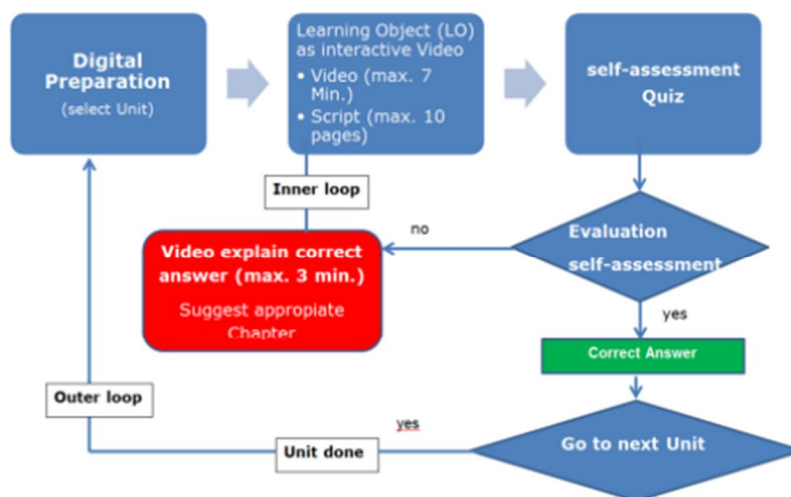 Digital
Preparation
(select Unit)
Learning Object (LO)
as interactive Video
• Video (max. 7
Min.)
• Script (max. 10
pages)
self-assessment
Quiz
Inner loop
no
Video explain correct
answer (max. 3 min.)
Suggest appropiate
Chapter
Evaluation
self-assessment
yes
Correct Answer
Outer loop
yes
Unit done
Go to next Unit